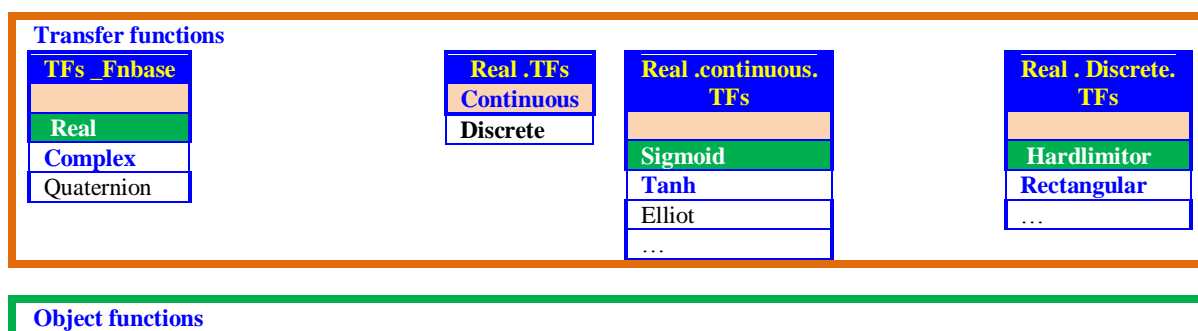 Transfer functions
TFs _Fnbase
Real
Complex
Quaternion
Real .TFs
Continuous
Discrete
Real .continuous.
TFs
Sigmoid
Tanh
Elliot
…
Real . Discrete.
TFs
Hardlimitor
Rectangular
…
Object functions